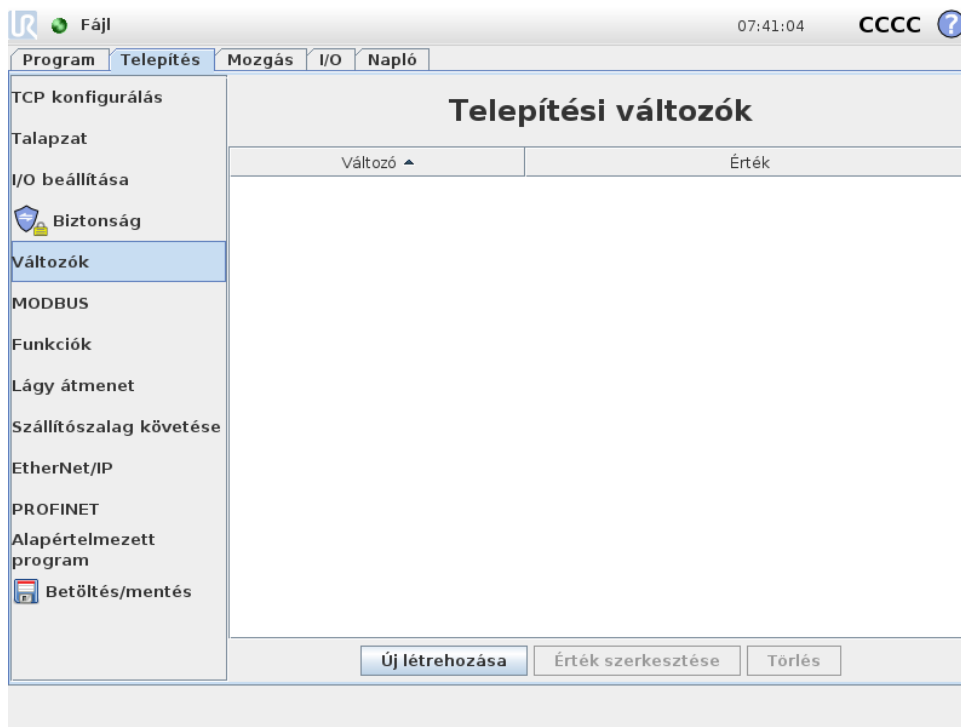 UR Fájl 07:41:04 CCCC ?
Program Telepítés Mozgás I/O Napló
TCP konfigurálás
Talapzat
I/O beállítása
Biztonság
Változók
MODBUS
Funkciók
Lágy átmenet
Szállítószalag követése
EtherNet/IP
PROFINET
Alapértelmezett
program
Betöltés/mentés
Telepítési változók
Változó Érték
Új létrehozása Érték szerkesztése Törlés